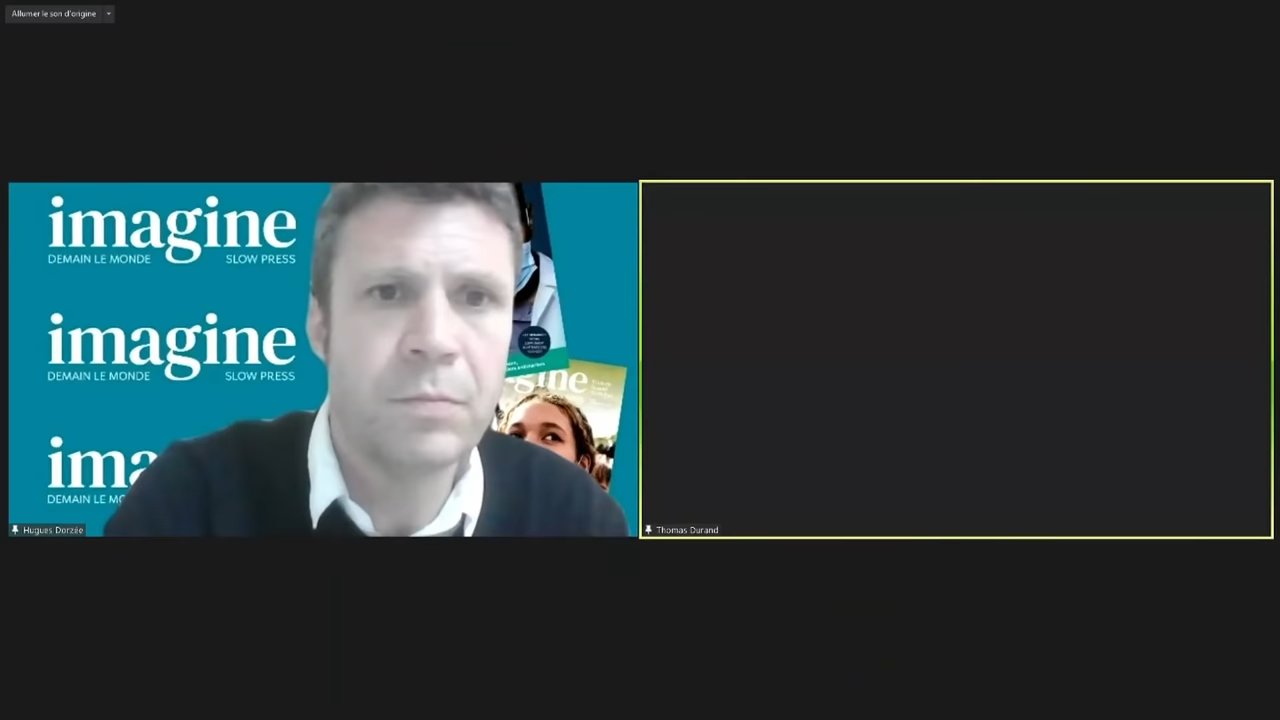 Allumer le son d'origine
imagine
DEMAIN LE MONDE SLOW PRESS
imagine
DEMAIN LE MONDE SLOW PRESS
ima
DEMAIN LE MO
gine
Hugues Dorzée
Thomas Durand